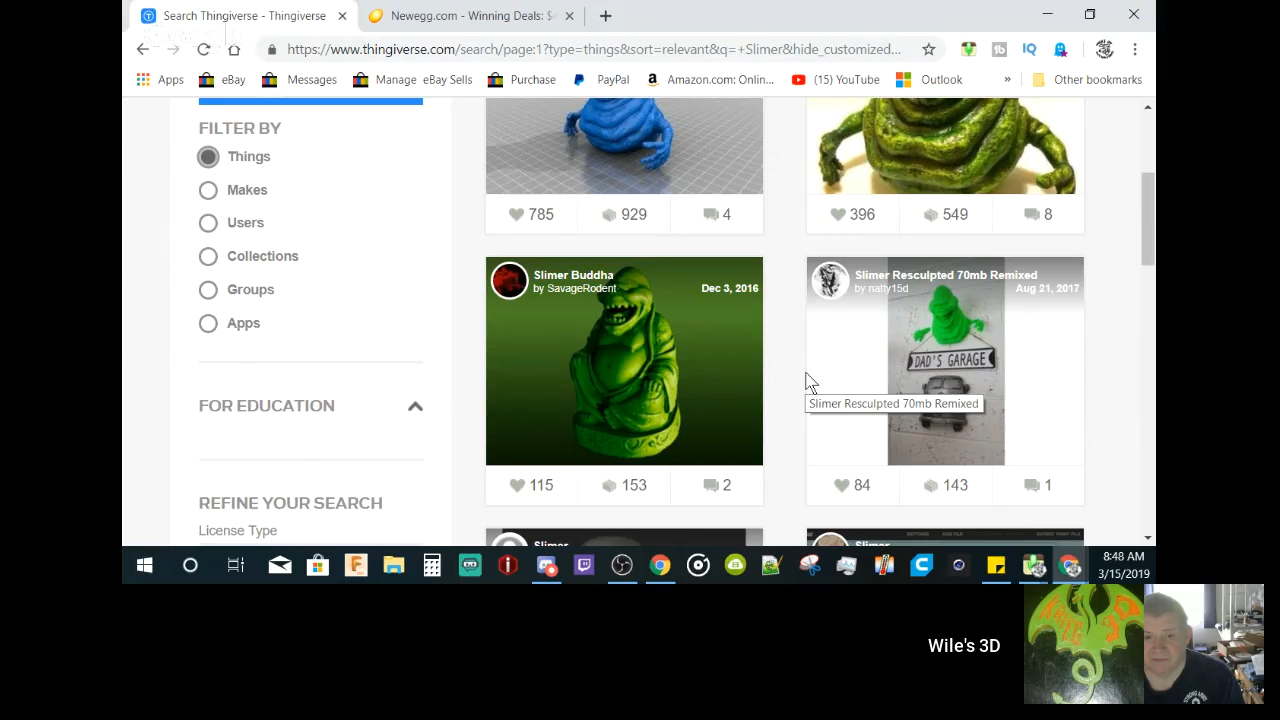 Search Thingiverse - Thingiverse
Newegg.com - Winning Deals: $
https://www.thingiverse.com/search/page:1?type=things&sort=relevant&q=+Slimer&hide_customized...
Apps
eBay
Messages
Manage eBay Sells
Purchase
PayPal
Amazon.com: Onlin...
(15) YouTube
Outlook
»
Other bookmarks
FILTER BY
Things
Makes
Users
Collections
Groups
Apps
FOR EDUCATION
REFINE YOUR SEARCH
License Type
785 929 4
396 549 8
Slimer Buddha
by SavageRodent
Dec 3, 2016
115 153 2
Slimer Resculpted 70mb Remixed
by natty15d
Aug 21, 2017
DAD'S GARAGE
Slimer Resculpted 70mb Remixed
84 143 1
Slimer
Slimer
8:48 AM
3/15/2019
Wile's 3D